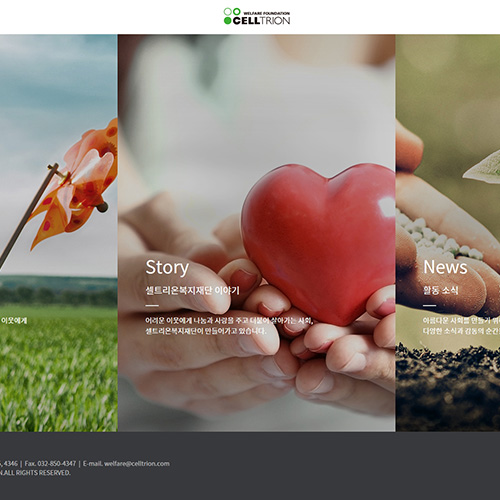 WELFARE FOUNDATION
CELLTRION
이웃에게
Story
셀트리온복지재단 이야기
어려운 이웃에게 나눔과 사랑을 주고 더불어 살아가는 사회,
셀트리온복지재단이 만들어가고 있습니다.
News
활동 소식
아름다운 사회를 만들기
다양한 소식과 감동의 순간
4346 | Fax. 032-850-4347 | E-mail. welfare@celltrion.com
ALL RIGHTS RESERVED.